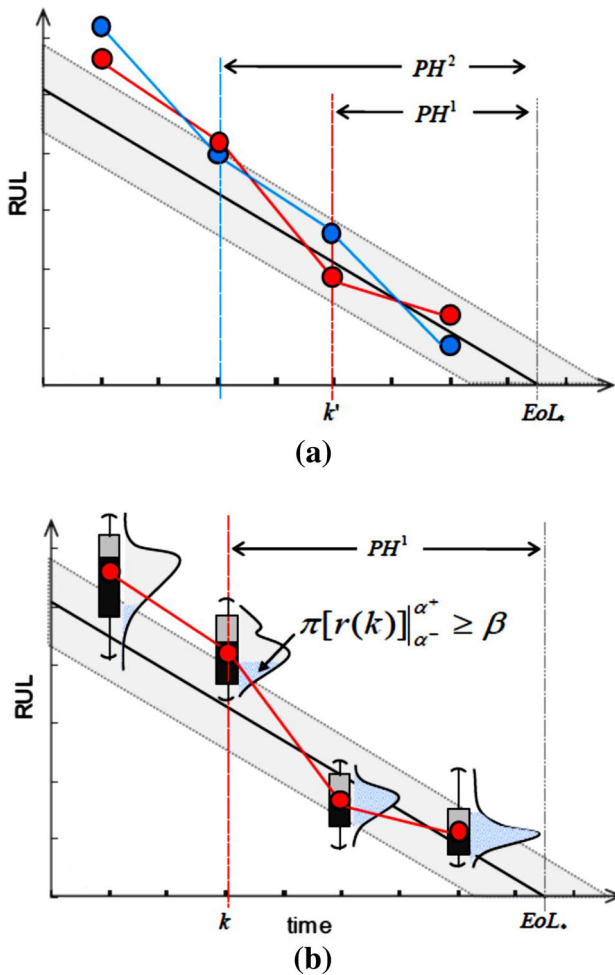 PH²
PH¹
RUL
k'
EoL*
(a)
PH¹
π[r(k)]|α⁺α⁻ ≥ β
RUL
k
time
EoL*
(b)